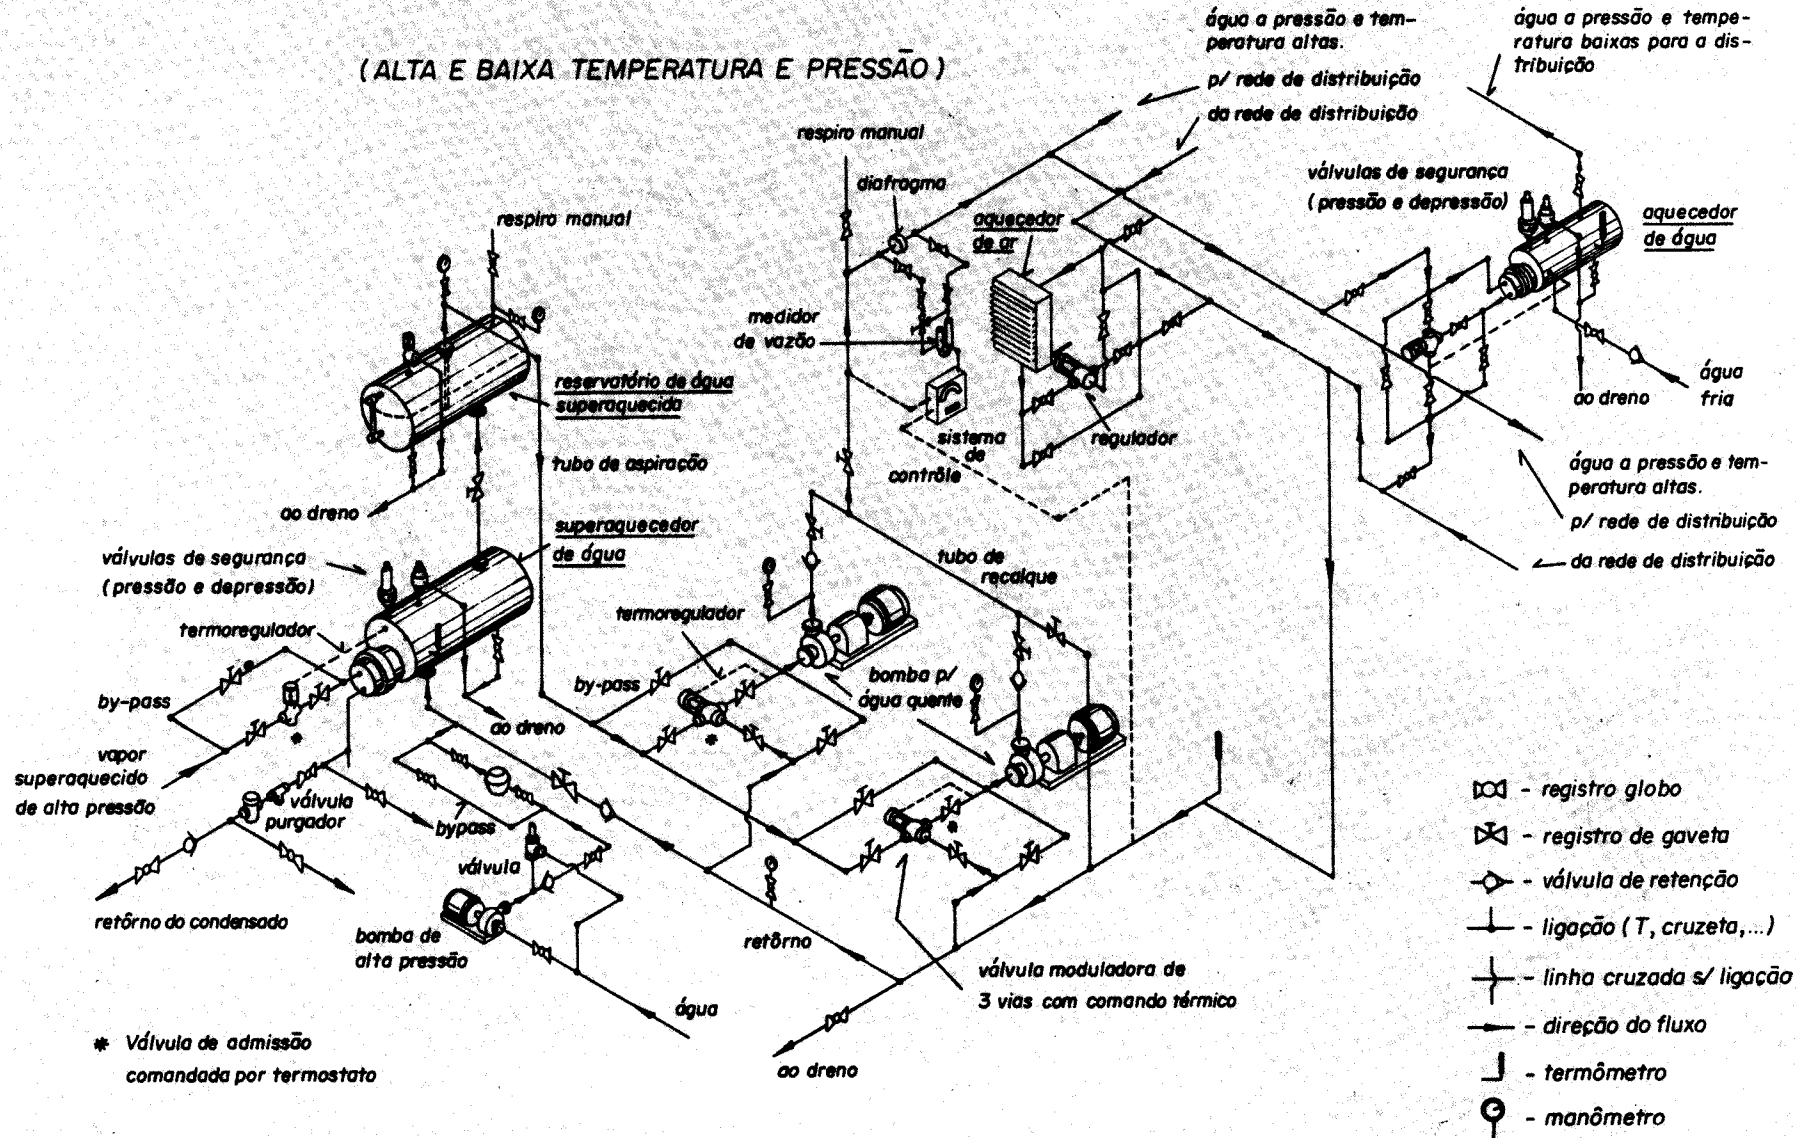 (ALTA E BAIXA TEMPERATURA E PRESSÃO)
água a pressão e tem-
peratura altas.
p/ rede de distribuição
da rede de distribuição
água a pressão e tempe-
ratura baixas para a dis-
tribuição
respiro manual
diafragma
aquecedor
de ar
válvulas de segurança
(pressão e depressão)
aquecedor
de água
respiro manual
medidor
de vazão
reservatório de água
superaquecida
água
fria
ao dreno
sistema
de
contrôle
regulador
tubo de aspiração
água a pressão e tem-
peratura altas.
p/ rede de distribuição
da rede de distribuição
ao dreno
superaquecedor
de água
válvulas de segurança
(pressão e depressão)
tubo de
recalque
termoregulador
termoregulador
by-pass
by-pass
bomba p/
água quente
ao dreno
vapor
superaquecido
de alta pressão
válvula
purgador
bypass
válvula
retôrno do condensado
bomba de
alta pressão
retôrno
válvula moduladora de
3 vias com comando térmico
água
ao dreno
* Válvula de admissão
comandada por termostato
- registro globo
- registro de gaveta
- válvula de retenção
- ligação (T, cruzeta,...)
- linha cruzada s/ ligação
- direção do fluxo
- termômetro
- manômetro